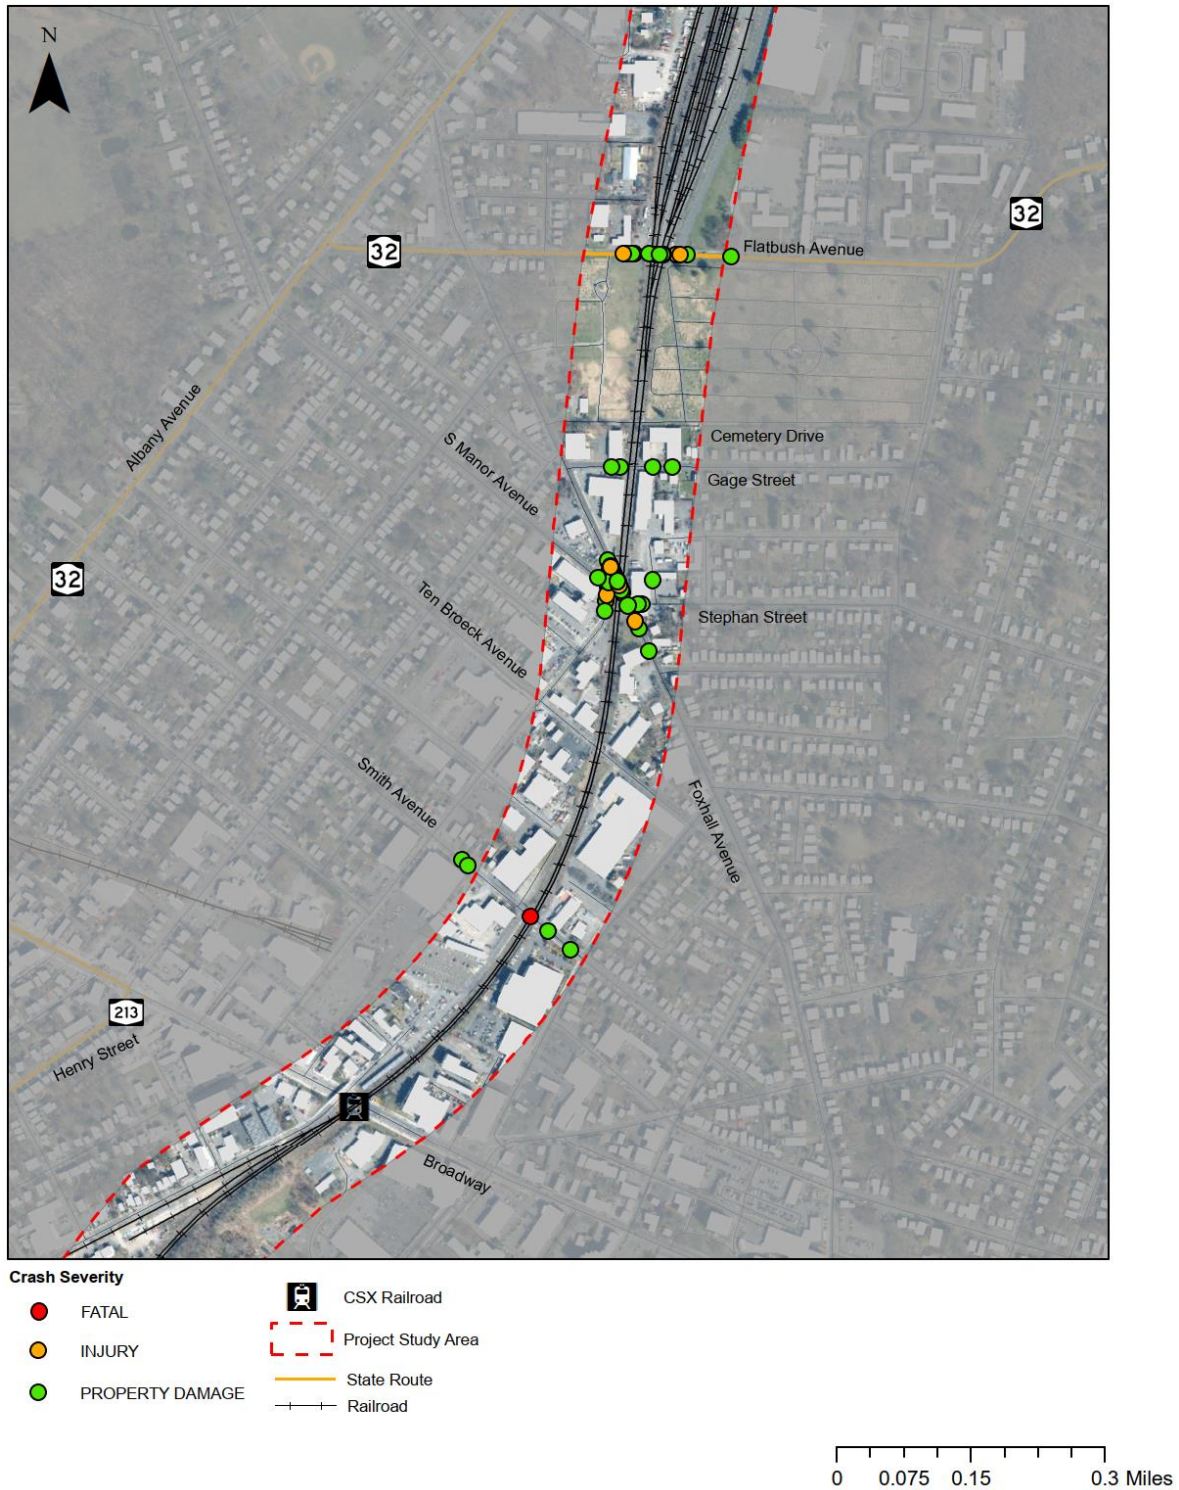 N
32
32
Flatbush Avenue
Albany Avenue
S Manor Avenue
Cemetery Drive
Gage Street
32
Ten Broeck Avenue
Stephan Street
Smith Avenue
Foxhall Avenue
213
Henry Street
Broadway
Crash Severity
FATAL
INJURY
PROPERTY DAMAGE
CSX Railroad
Project Study Area
State Route
Railroad
0 0.075 0.15 0.3 Miles